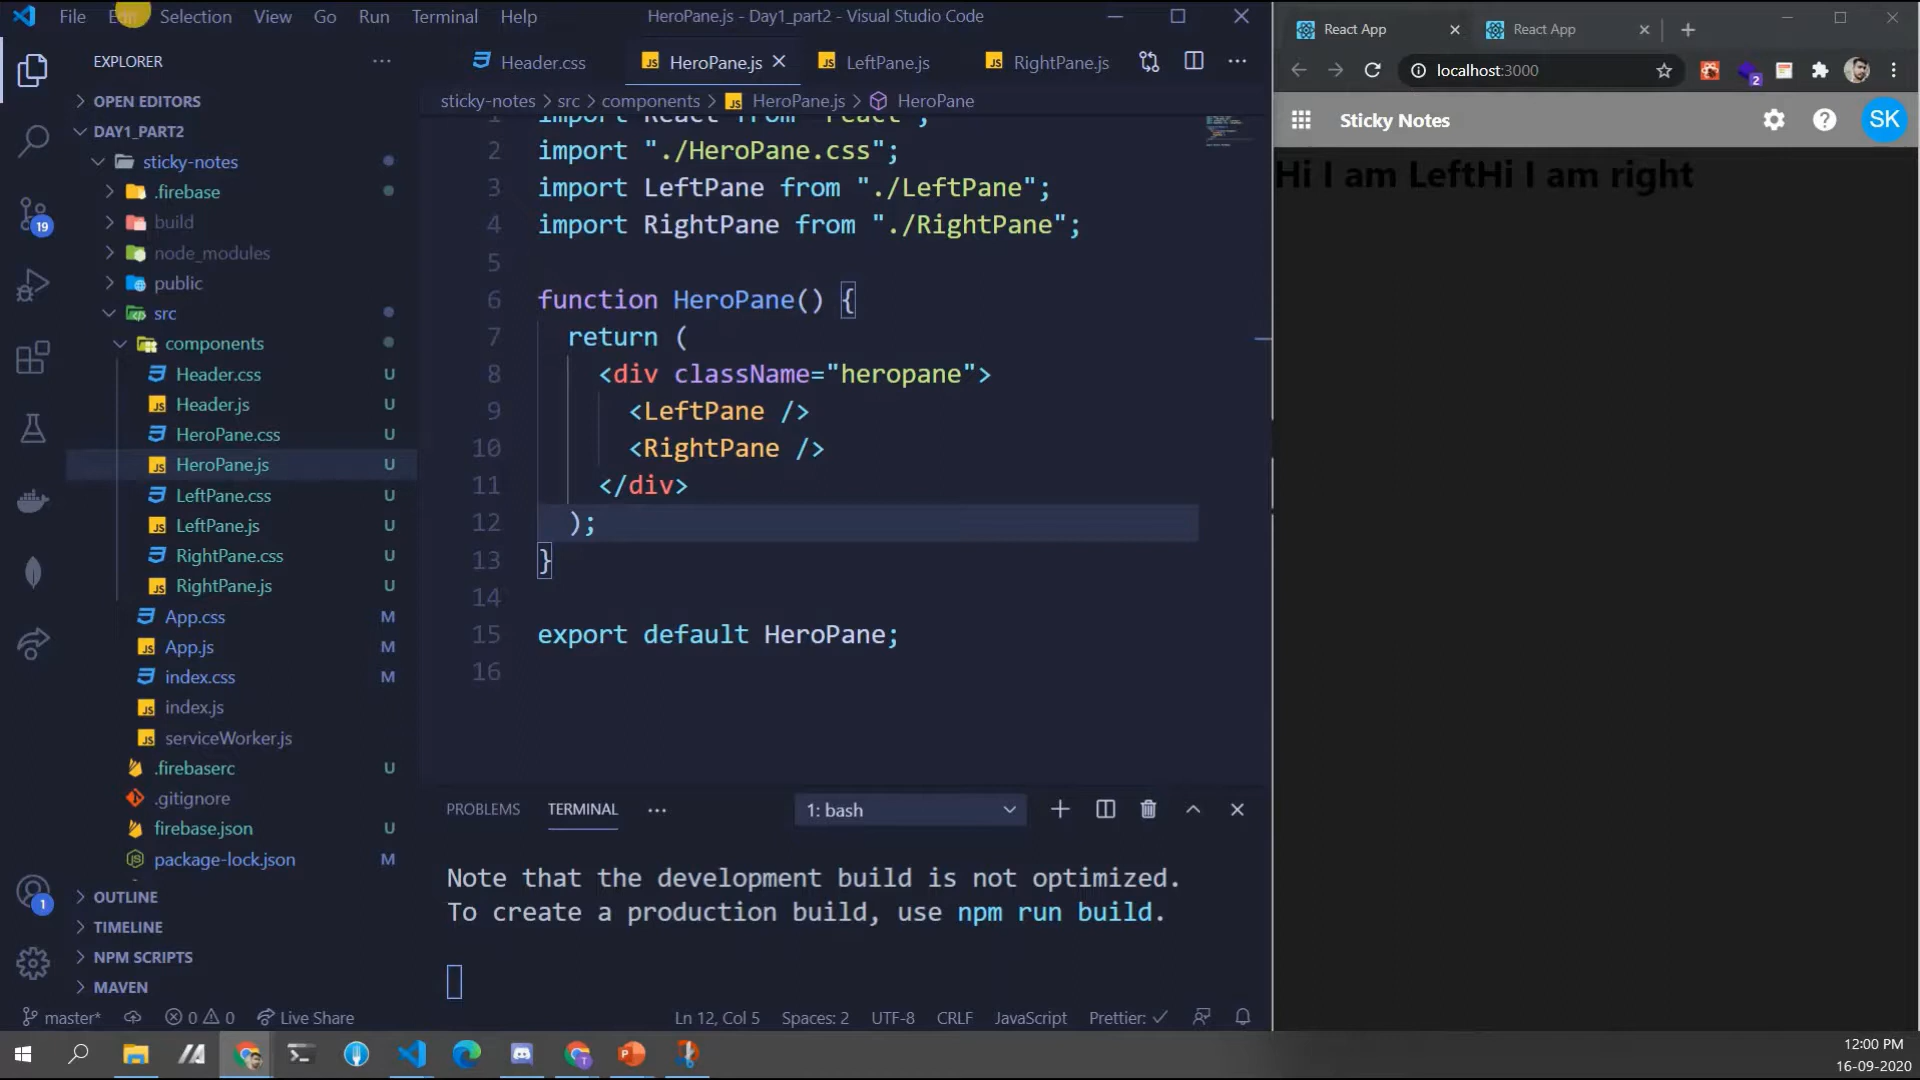 File Selection View Go Run Terminal Help HeroPane.js - Day1_part2 - Visual Studio Code
EXPLORER
OPEN EDITORS
DAY1_PART2
sticky-notes
.firebase
build
node_modules
public
src
components
Header.css U
Header.js U
HeroPane.css U
HeroPane.js U
LeftPane.css U
LeftPane.js U
RightPane.css U
RightPane.js U
App.css M
App.js M
index.css M
index.js
serviceWorker.js
.firebaserc U
.gitignore
firebase.json U
package-lock.json M
OUTLINE
TIMELINE
NPM SCRIPTS
MAVEN
19
1
Header.css HeroPane.js LeftPane.js RightPane.js
sticky-notes > src > components > HeroPane.js > HeroPane
1 import React from "react";
2 import "./HeroPane.css";
3 import LeftPane from "./LeftPane";
4 import RightPane from "./RightPane";
5
6 function HeroPane() {
7 return (
8 <div className="heropane">
9 <LeftPane />
10 <RightPane />
11 </div>
12 );
13 }
14
15 export default HeroPane;
16
PROBLEMS TERMINAL 1: bash
Note that the development build is not optimized.
To create a production build, use npm run build.
master* 0 0 Live Share Ln 12, Col 5 Spaces: 2 UTF-8 CRLF JavaScript Prettier: ✓
React App React App
localhost:3000 2
Sticky Notes SK
Hi I am LeftHi I am right
12:00 PM
16-09-2020